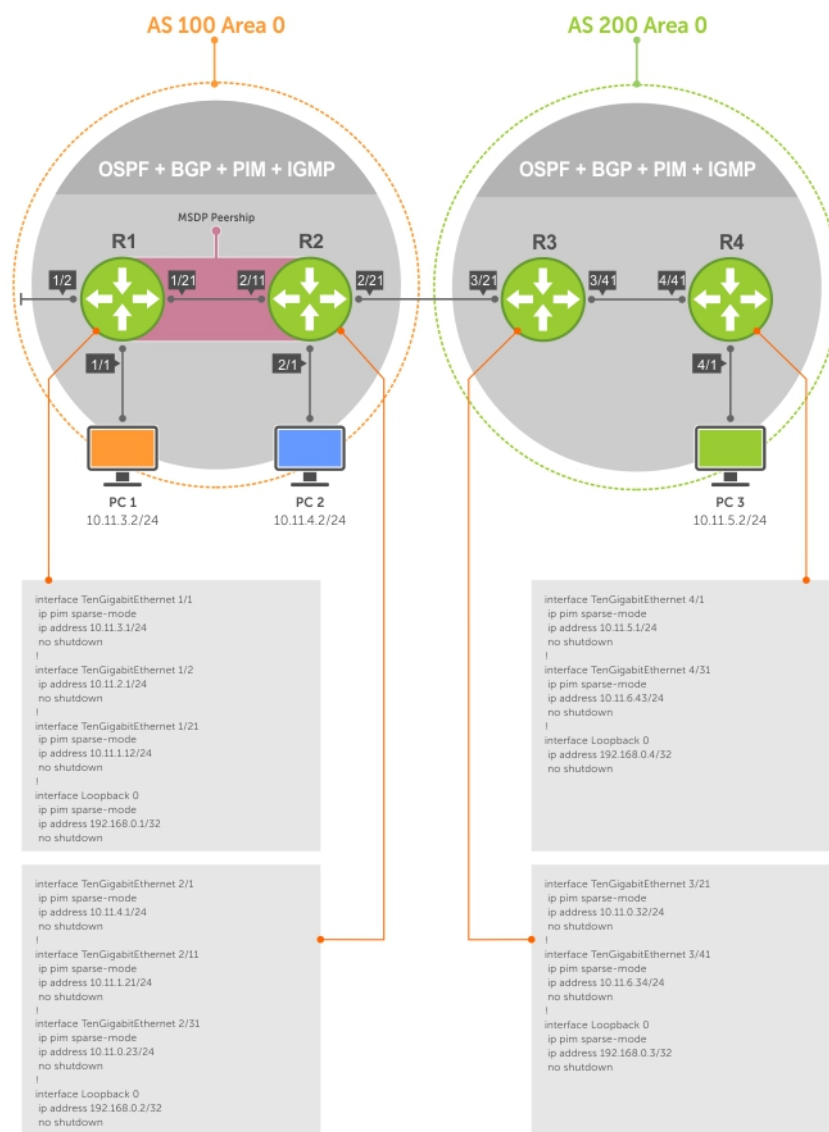 AS 100 Area 0
AS 200 Area 0
OSPF + BGP + PIM + IGMP
OSPF + BGP + PIM + IGMP
MSDP Peership
R1
R2
R3
R4
1/2
1/21
2/11
2/21
3/21
3/41
4/41
1/1
2/1
4/1
PC 1
10.11.3.2/24
PC 2
10.11.4.2/24
PC 3
10.11.5.2/24
interface TenGigabitEthernet 1/1
ip pim sparse-mode
ip address 10.11.3.1/24
no shutdown
!
interface TenGigabitEthernet 1/2
ip address 10.11.2.1/24
no shutdown
!
interface TenGigabitEthernet 1/21
ip pim sparse-mode
ip address 10.11.1.12/24
no shutdown
!
interface Loopback 0
ip pim sparse-mode
ip address 192.168.0.1/32
no shutdown
interface TenGigabitEthernet 4/1
ip pim sparse-mode
ip address 10.11.5.1/24
no shutdown
!
interface TenGigabitEthernet 4/31
ip pim sparse-mode
ip address 10.11.6.43/24
no shutdown
!
interface Loopback 0
ip address 192.168.0.4/32
no shutdown
interface TenGigabitEthernet 2/1
ip pim sparse-mode
ip address 10.11.4.1/24
no shutdown
!
interface TenGigabitEthernet 2/11
ip pim sparse-mode
ip address 10.11.1.21/24
no shutdown
!
interface TenGigabitEthernet 2/31
ip pim sparse-mode
ip address 10.11.0.23/24
no shutdown
!
interface Loopback 0
ip address 192.168.0.2/32
no shutdown
interface TenGigabitEthernet 3/21
ip pim sparse-mode
ip address 10.11.0.32/24
no shutdown
!
interface TenGigabitEthernet 3/41
ip pim sparse-mode
ip address 10.11.6.34/24
no shutdown
!
interface Loopback 0
ip pim sparse-mode
ip address 192.168.0.3/32
no shutdown